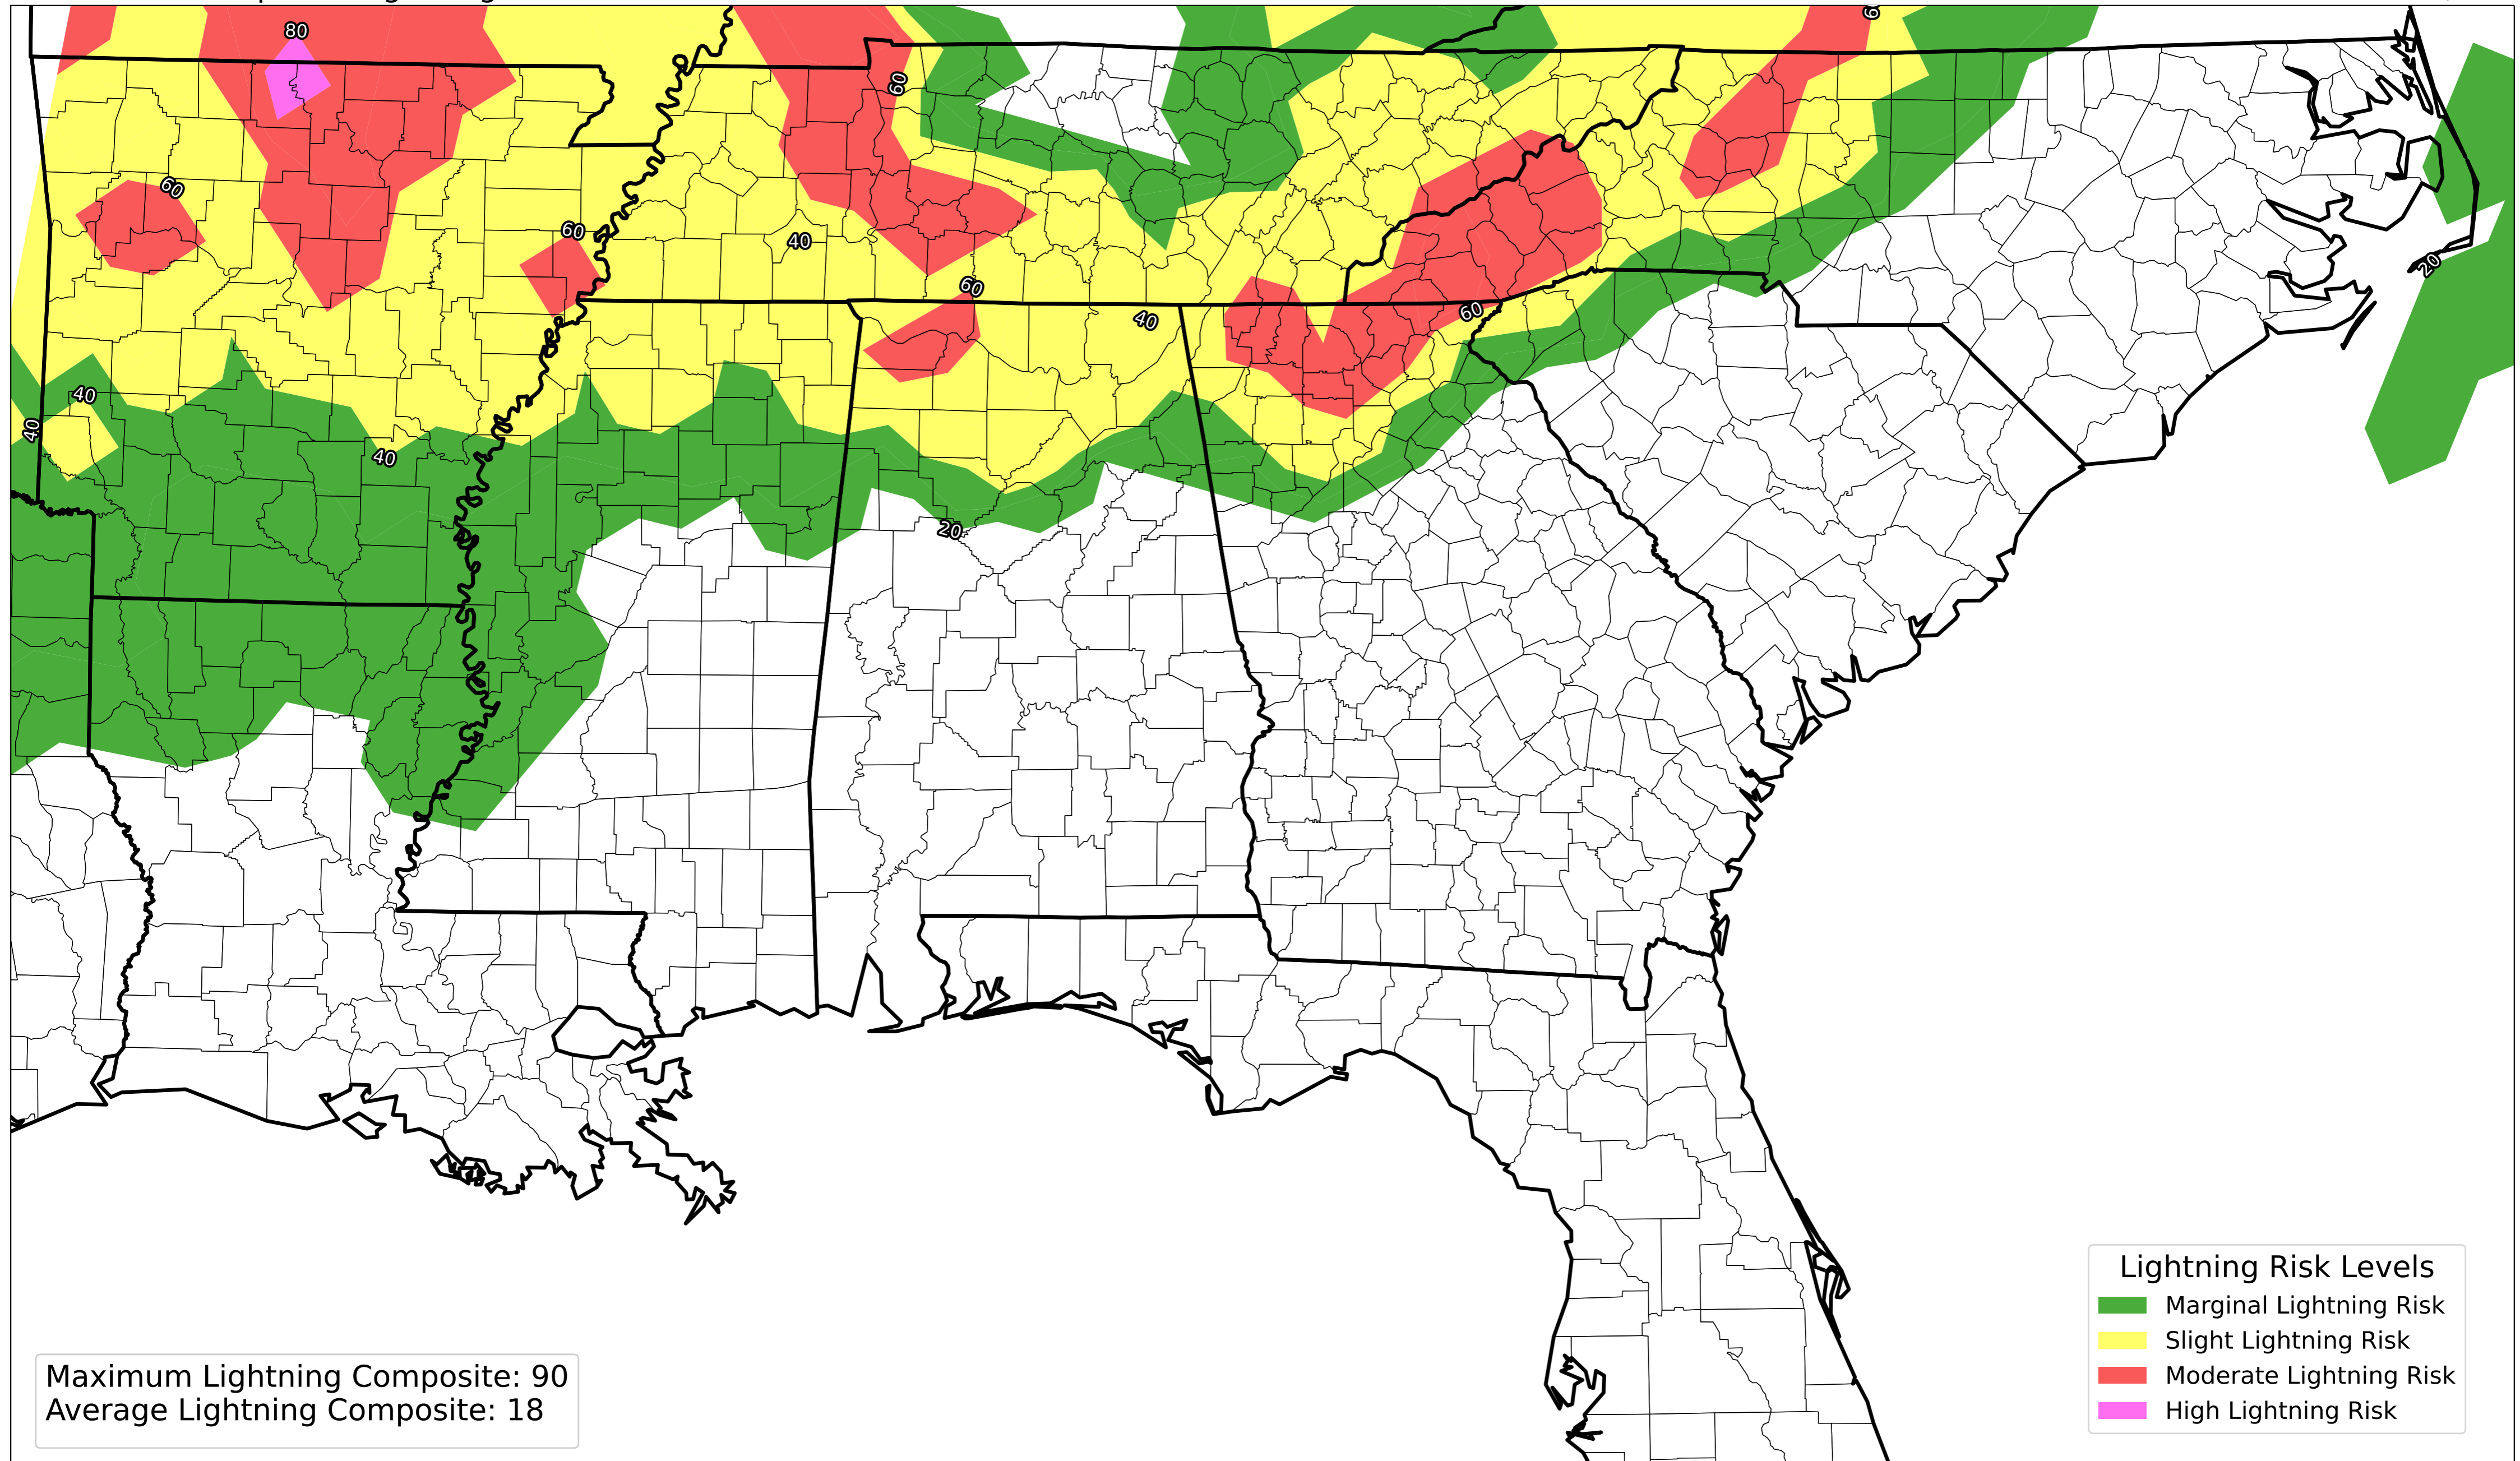 80
60
60
60
40
60
40
60
40
40
40
20
20
Lightning Risk Levels
Marginal Lightning Risk
Slight Lightning Risk
Moderate Lightning Risk
High Lightning Risk
Maximum Lightning Composite: 90
Average Lightning Composite: 18